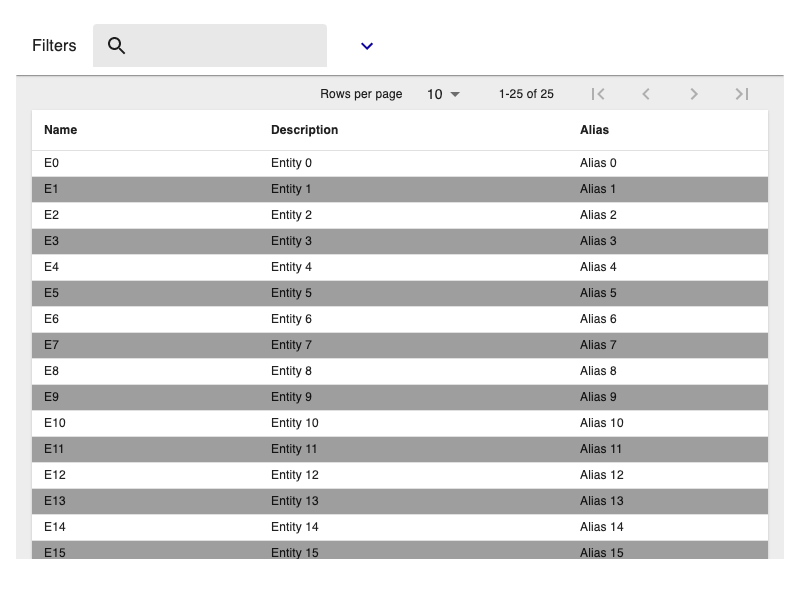 Filters
Rows per page 10 1-25 of 25
Name Description Alias
E0 Entity 0 Alias 0
E1 Entity 1 Alias 1
E2 Entity 2 Alias 2
E3 Entity 3 Alias 3
E4 Entity 4 Alias 4
E5 Entity 5 Alias 5
E6 Entity 6 Alias 6
E7 Entity 7 Alias 7
E8 Entity 8 Alias 8
E9 Entity 9 Alias 9
E10 Entity 10 Alias 10
E11 Entity 11 Alias 11
E12 Entity 12 Alias 12
E13 Entity 13 Alias 13
E14 Entity 14 Alias 14
E15 Entity 15 Alias 15